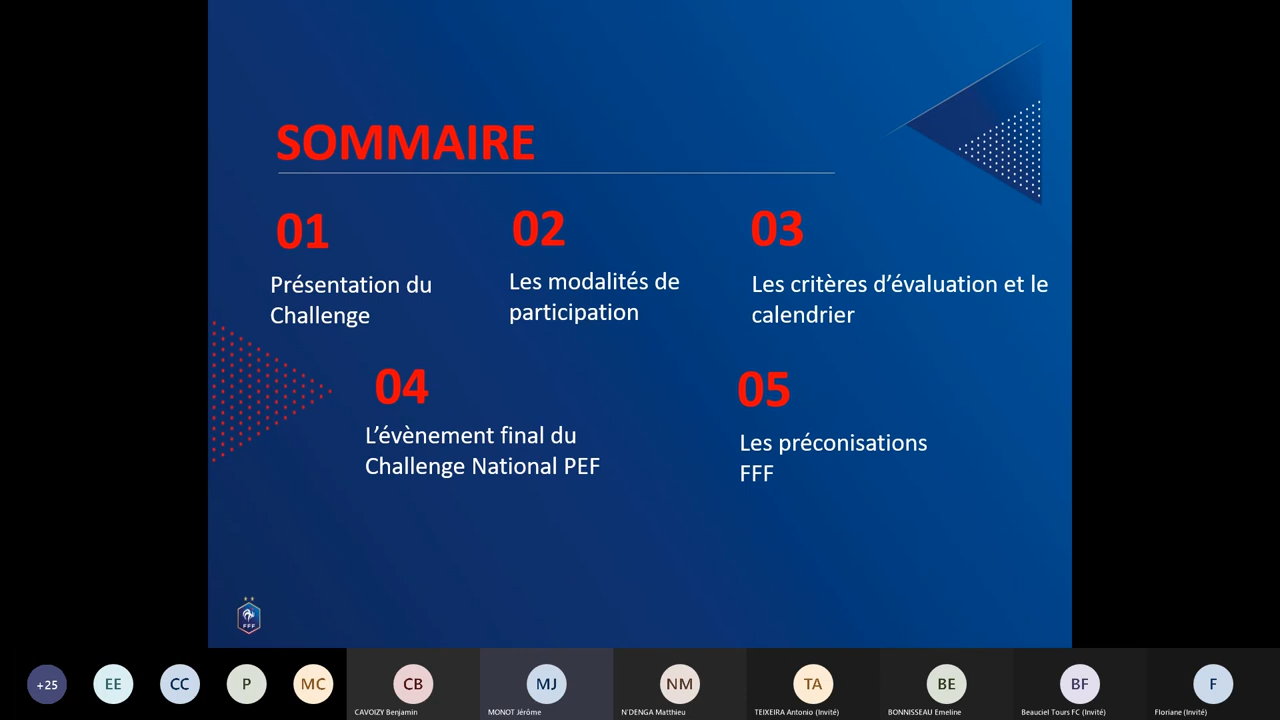 SOMMAIRE
01
Présentation du
Challenge
02
Les modalités de
participation
03
Les critères d’évaluation et le
calendrier
04
L’évènement final du
Challenge National PEF
05
Les préconisations
FFF
FFF
+25
EE
CC
P
MC
CB
CAVOIZY Benjamin
MJ
MONOT Jérôme
NM
N'DENGA Matthieu
TA
TEIXEIRA Antonio (Invité)
BE
BONNISSEAU Emeline
BF
Beauciel Tours FC (Invité)
F
Floriane (Invité)